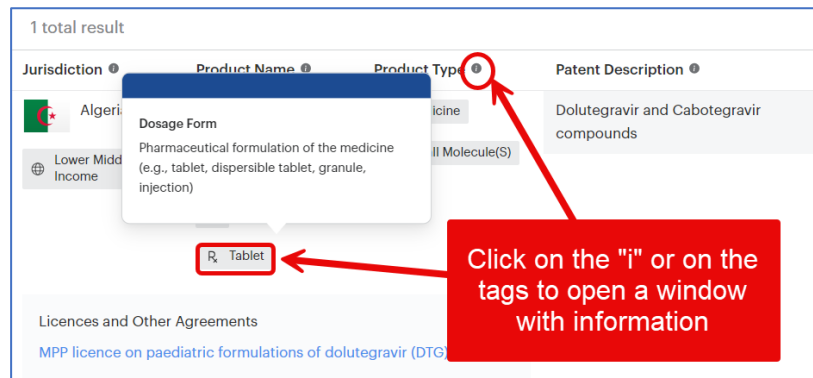 1 total result
Jurisdiction
Product Name
Product Type
Patent Description
Algeri
Dosage Form
Pharmaceutical formulation of the medicine
(e.g., tablet, dispersible tablet, granule,
injection)
icine
ll Molecule(S)
Dolutegravir and Cabotegravir
compounds
Lower Midd
Income
Rx Tablet
Click on the "i" or on the
tags to open a window
with information
Licences and Other Agreements
MPP licence on paediatric formulations of dolutegravir (DTG)